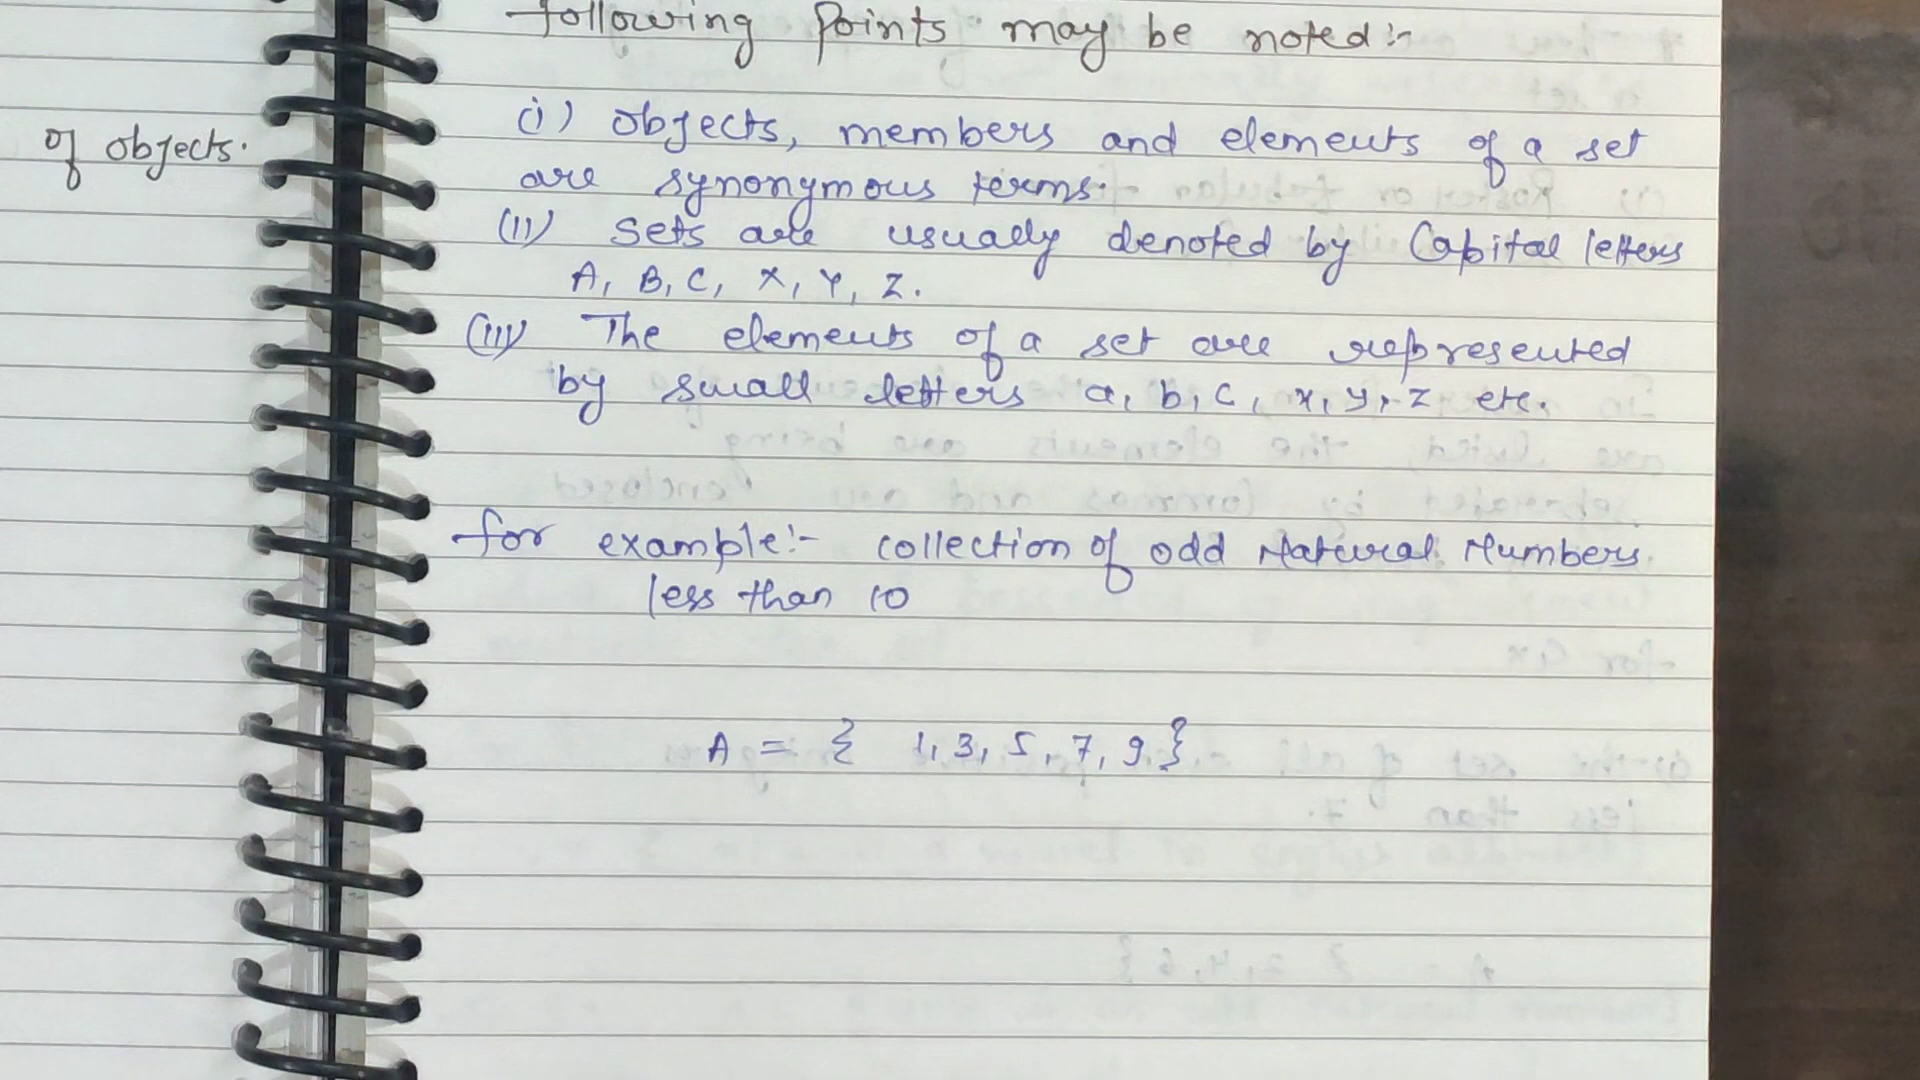 of objects.
following Points may be noted:-
(i) objects, members and elements of a set
are synonymous terms.
(ii) Sets are usually denoted by Capital letters
A, B, C, X, Y, Z.
(iii) The elements of a set are represented
by small letters a, b, c, x, y, z etc.
for example:- collection of odd Natural Numbers
less than 10
A = { 1, 3, 5, 7, 9,}